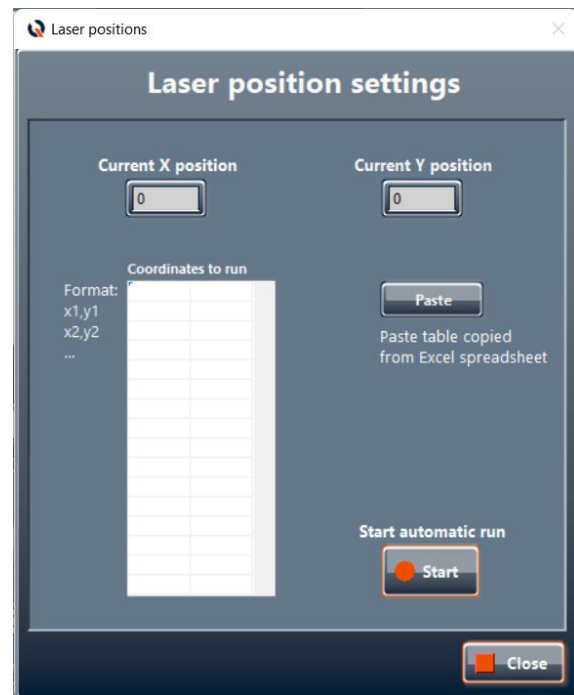 Laser positions
Laser position settings
Current X position
0
Current Y position
0
Coordinates to run
Format:
x1,y1
x2,y2
...
Paste
Paste table copied
from Excel spreadsheet
Start automatic run
Start
Close